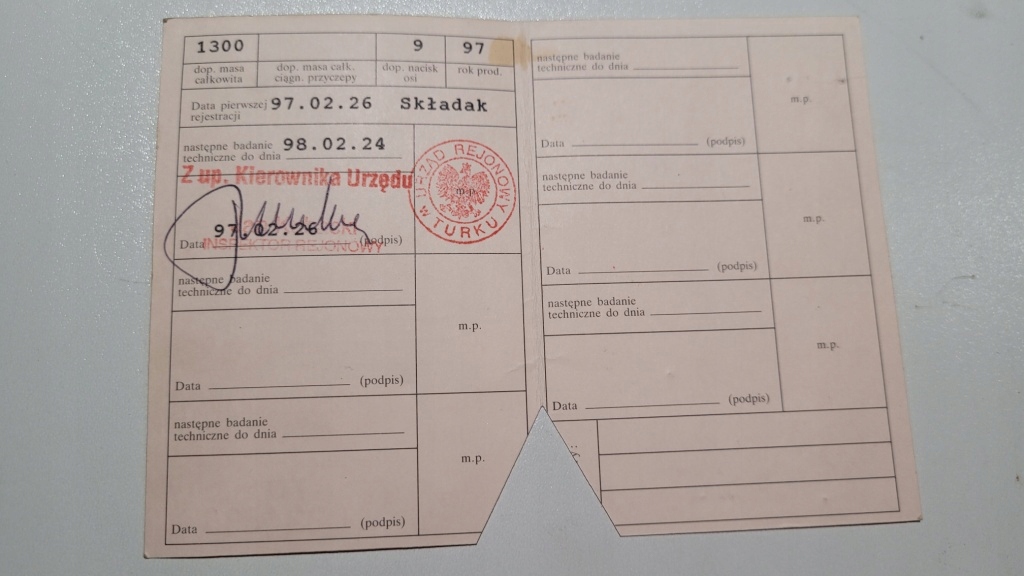 1300 9 97
dop. masa całkowita dop. masa całk. ciągn. przyczepy dop. nacisk osi rok prod.
Data pierwszej rejestracji 97.02.26 Składak
następne badanie
techniczne do dnia 98.02.24
Z up. Kierownika Urzędu
URZĄD REJONOWY w TURKU
m.p.
Data 97.02.26 (podpis)
INSPEKTOR REJONOWY
następne badanie
techniczne do dnia
m.p.
Data (podpis)
następne badanie
techniczne do dnia
m.p.
Data (podpis)
następne badanie
techniczne do dnia
m.p.
Data (podpis)
następne badanie
techniczne do dnia
m.p.
Data (podpis)
następne badanie
techniczne do dnia
m.p.
Data (podpis)